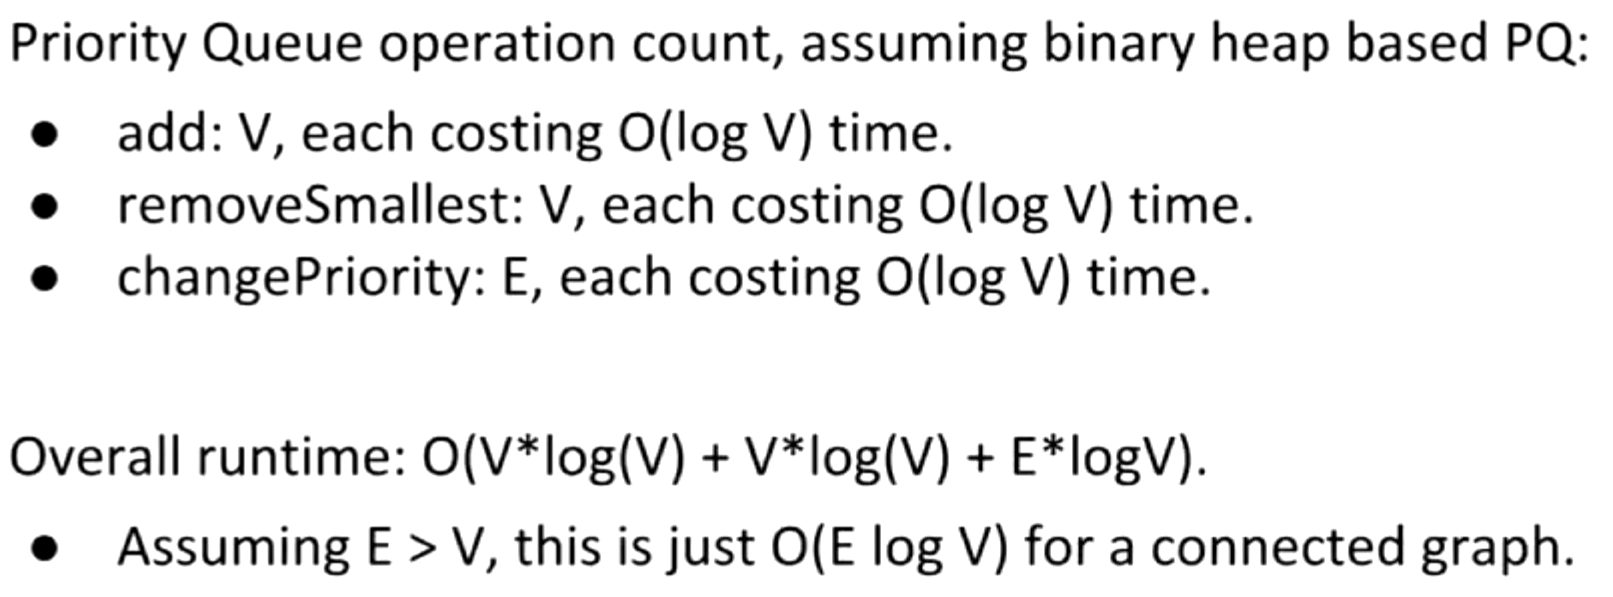 Priority Queue operation count, assuming binary heap based PQ:
● add: V, each costing O(log V) time.
● removeSmallest: V, each costing O(log V) time.
● changePriority: E, each costing O(log V) time.
Overall runtime: O(V*log(V) + V*log(V) + E*logV).
● Assuming E > V, this is just O(E log V) for a connected graph.